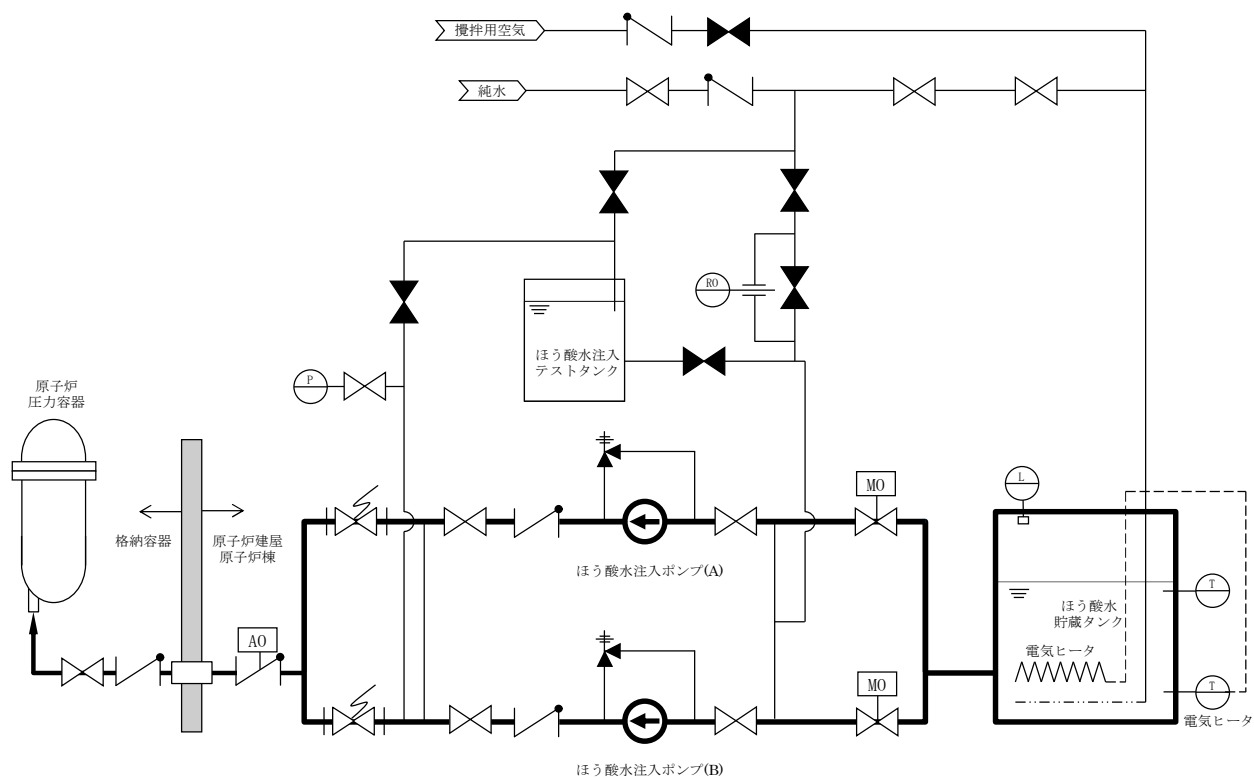 攪拌用空気
純水
RO
ほう酸水注入
テストタンク
P
原子炉
圧力容器
L
MO
格納容器
原子炉建屋
原子炉棟
ほう酸水注入ポンプ(A)
T
ほう酸水
貯蔵タンク
AO
電気ヒータ
MO
T
電気ヒータ
ほう酸水注入ポンプ(B)